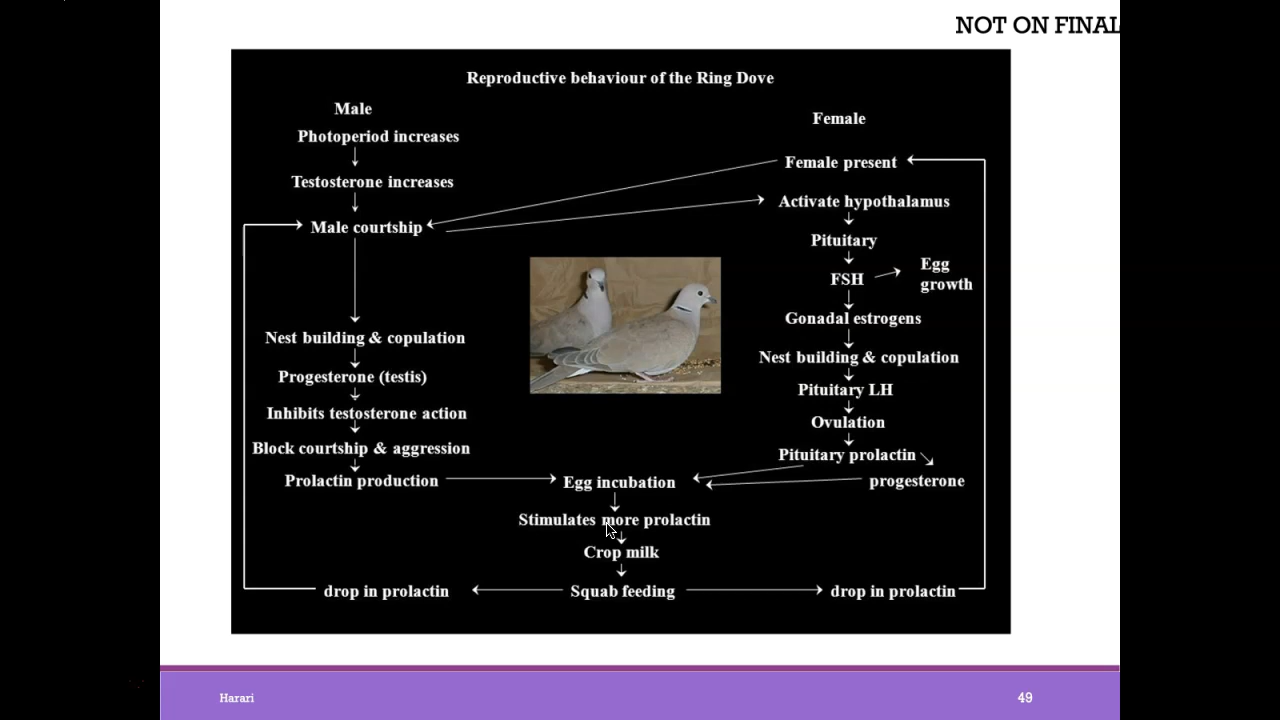 NOT ON FINAL
Reproductive behaviour of the Ring Dove
Male
Photoperiod increases
Testosterone increases
Male courtship
Nest building & copulation
Progesterone (testis)
Inhibits testosterone action
Block courtship & aggression
Prolactin production
Female
Female present
Activate hypothalamus
Pituitary
FSH
Egg
growth
Gonadal estrogens
Nest building & copulation
Pituitary LH
Ovulation
Pituitary prolactin
progesterone
Egg incubation
Stimulates more prolactin
Crop milk
drop in prolactin
Squab feeding
drop in prolactin
Harari
49